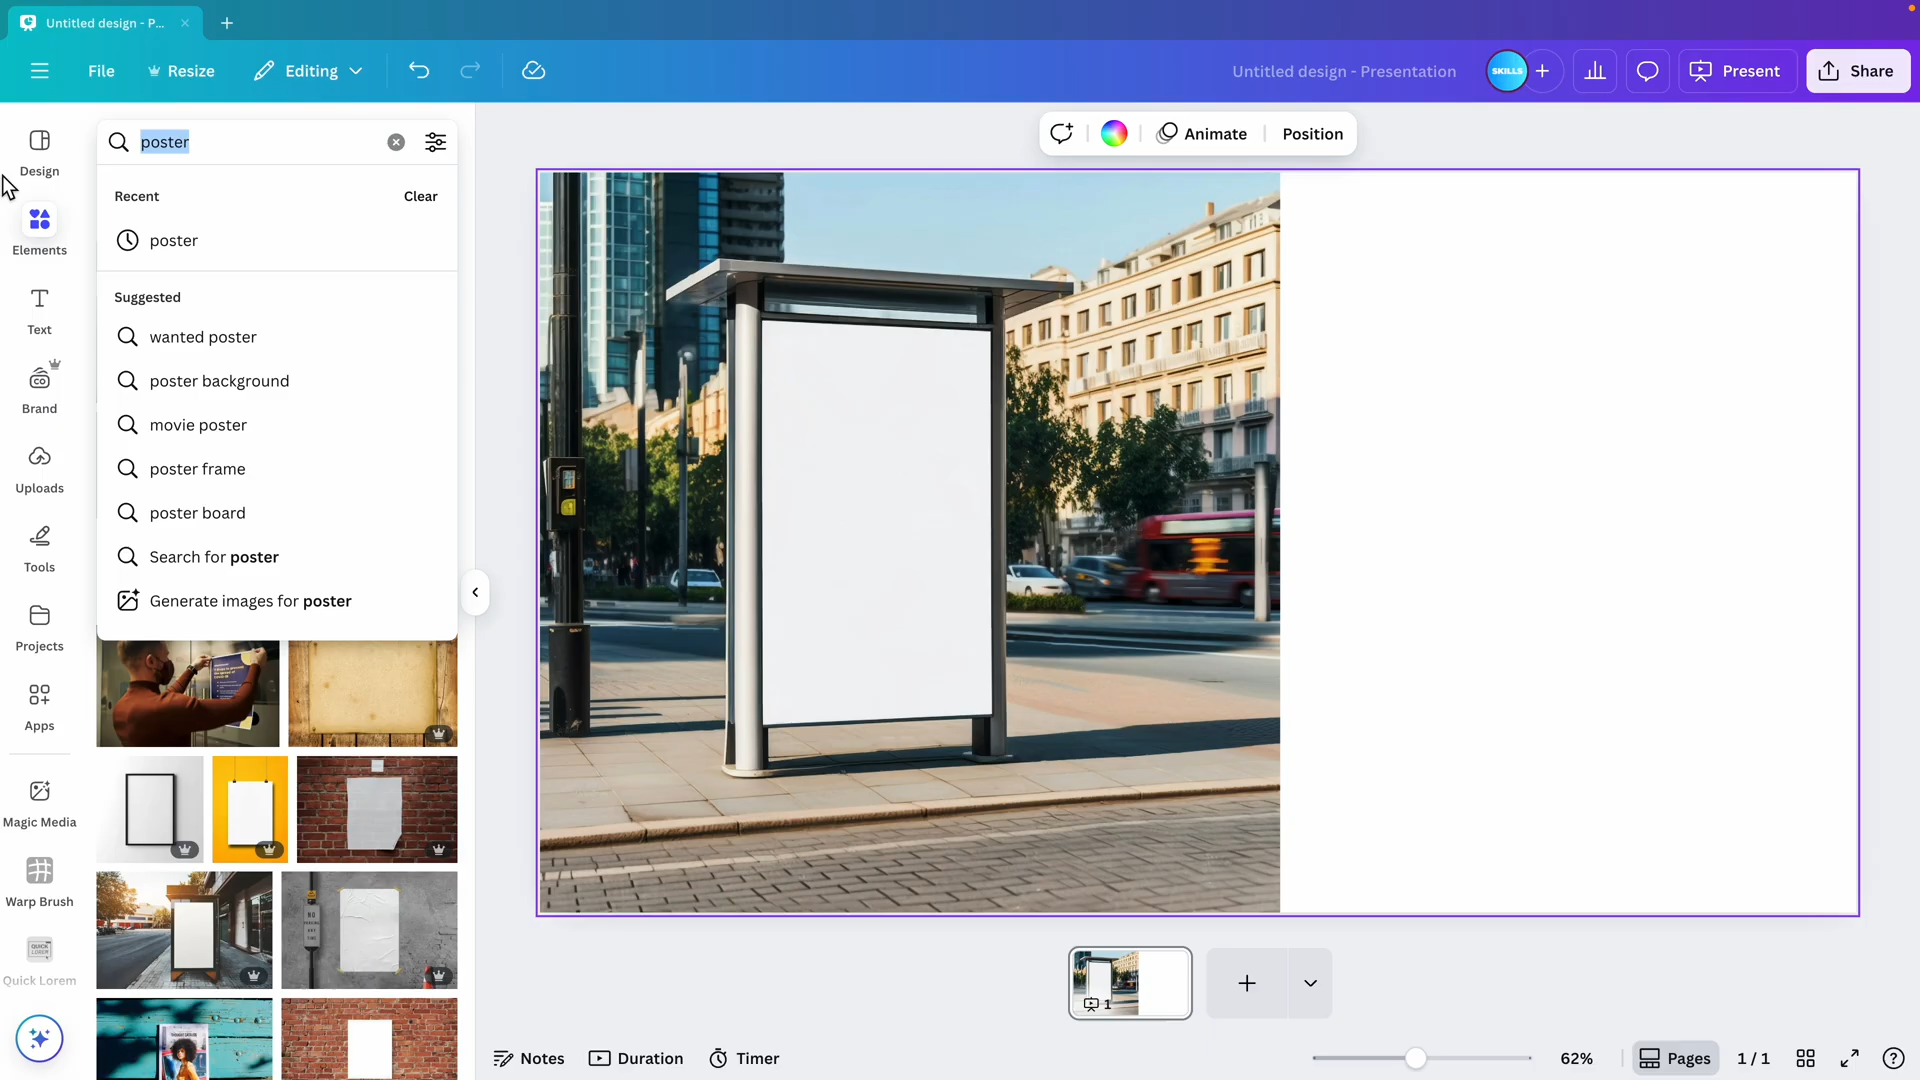 Untitled design - P...
File
Resize
Editing
Untitled design - Presentation
SKILLS
Present
Share
poster
Animate
Position
Design
Recent
Clear
poster
Elements
Suggested
Text
wanted poster
poster background
Brand
movie poster
poster frame
Uploads
poster board
Tools
Search for poster
Generate images for poster
Projects
Apps
Magic Media
Warp Brush
NO
QUICK
LOREM
Quick Lorem
1
Notes
Duration
Timer
62%
Pages
1 / 1